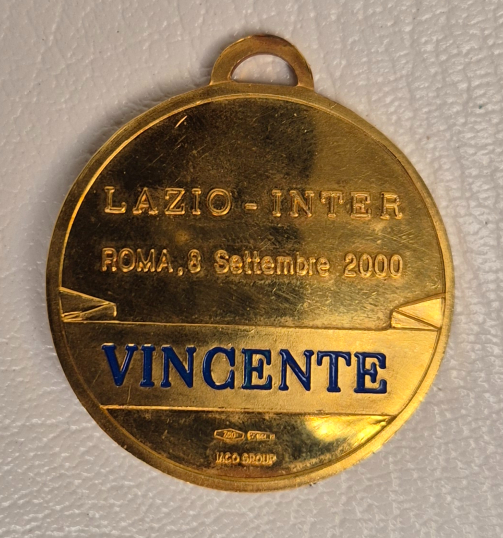 LAZIO - INTER
ROMA, 8 Settembre 2000
VINCENTE
IACO GROUP